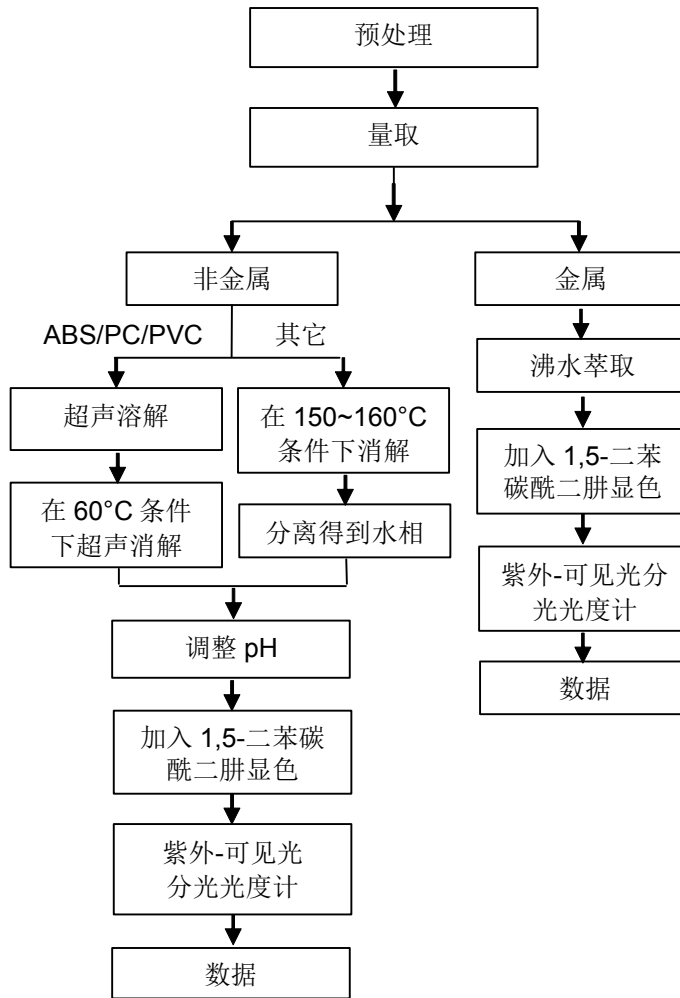 预处理
量取
非金属
金属
ABS/PC/PVC
其它
超声溶解
在 60°C 条件
下超声消解
在 150~160°C
条件下消解
分离得到水相
调整 pH
加入 1,5-二苯碳
酰二肼显色
紫外-可见光
分光光度计
数据
沸水萃取
加入 1,5-二苯
碳酰二肼显色
紫外-可见光分
光光度计
数据